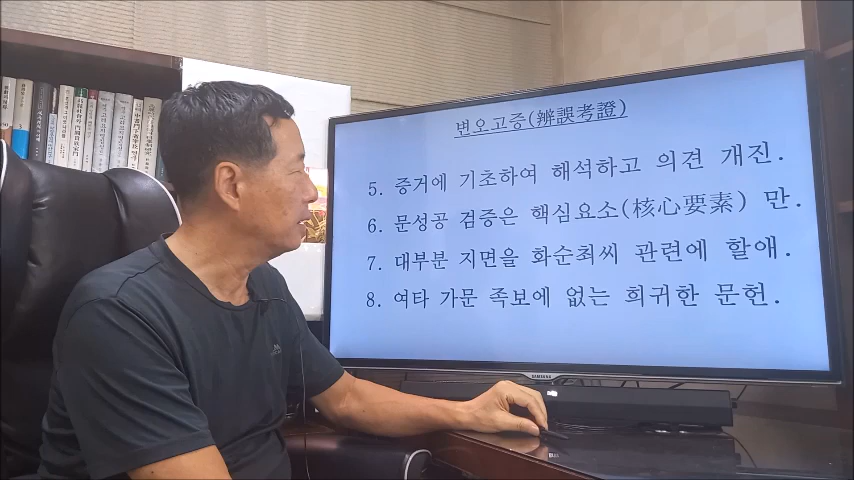 변오고증(辨誤考證)
5. 증거에 기초하여 해석하고 의견 개진.
6. 문성공 검증은 핵심요소(核心要素) 만.
7. 대부분 지면을 화순최씨 관련에 할애.
8. 여타 가문 족보에 없는 희귀한 문헌.
SAMSUNG